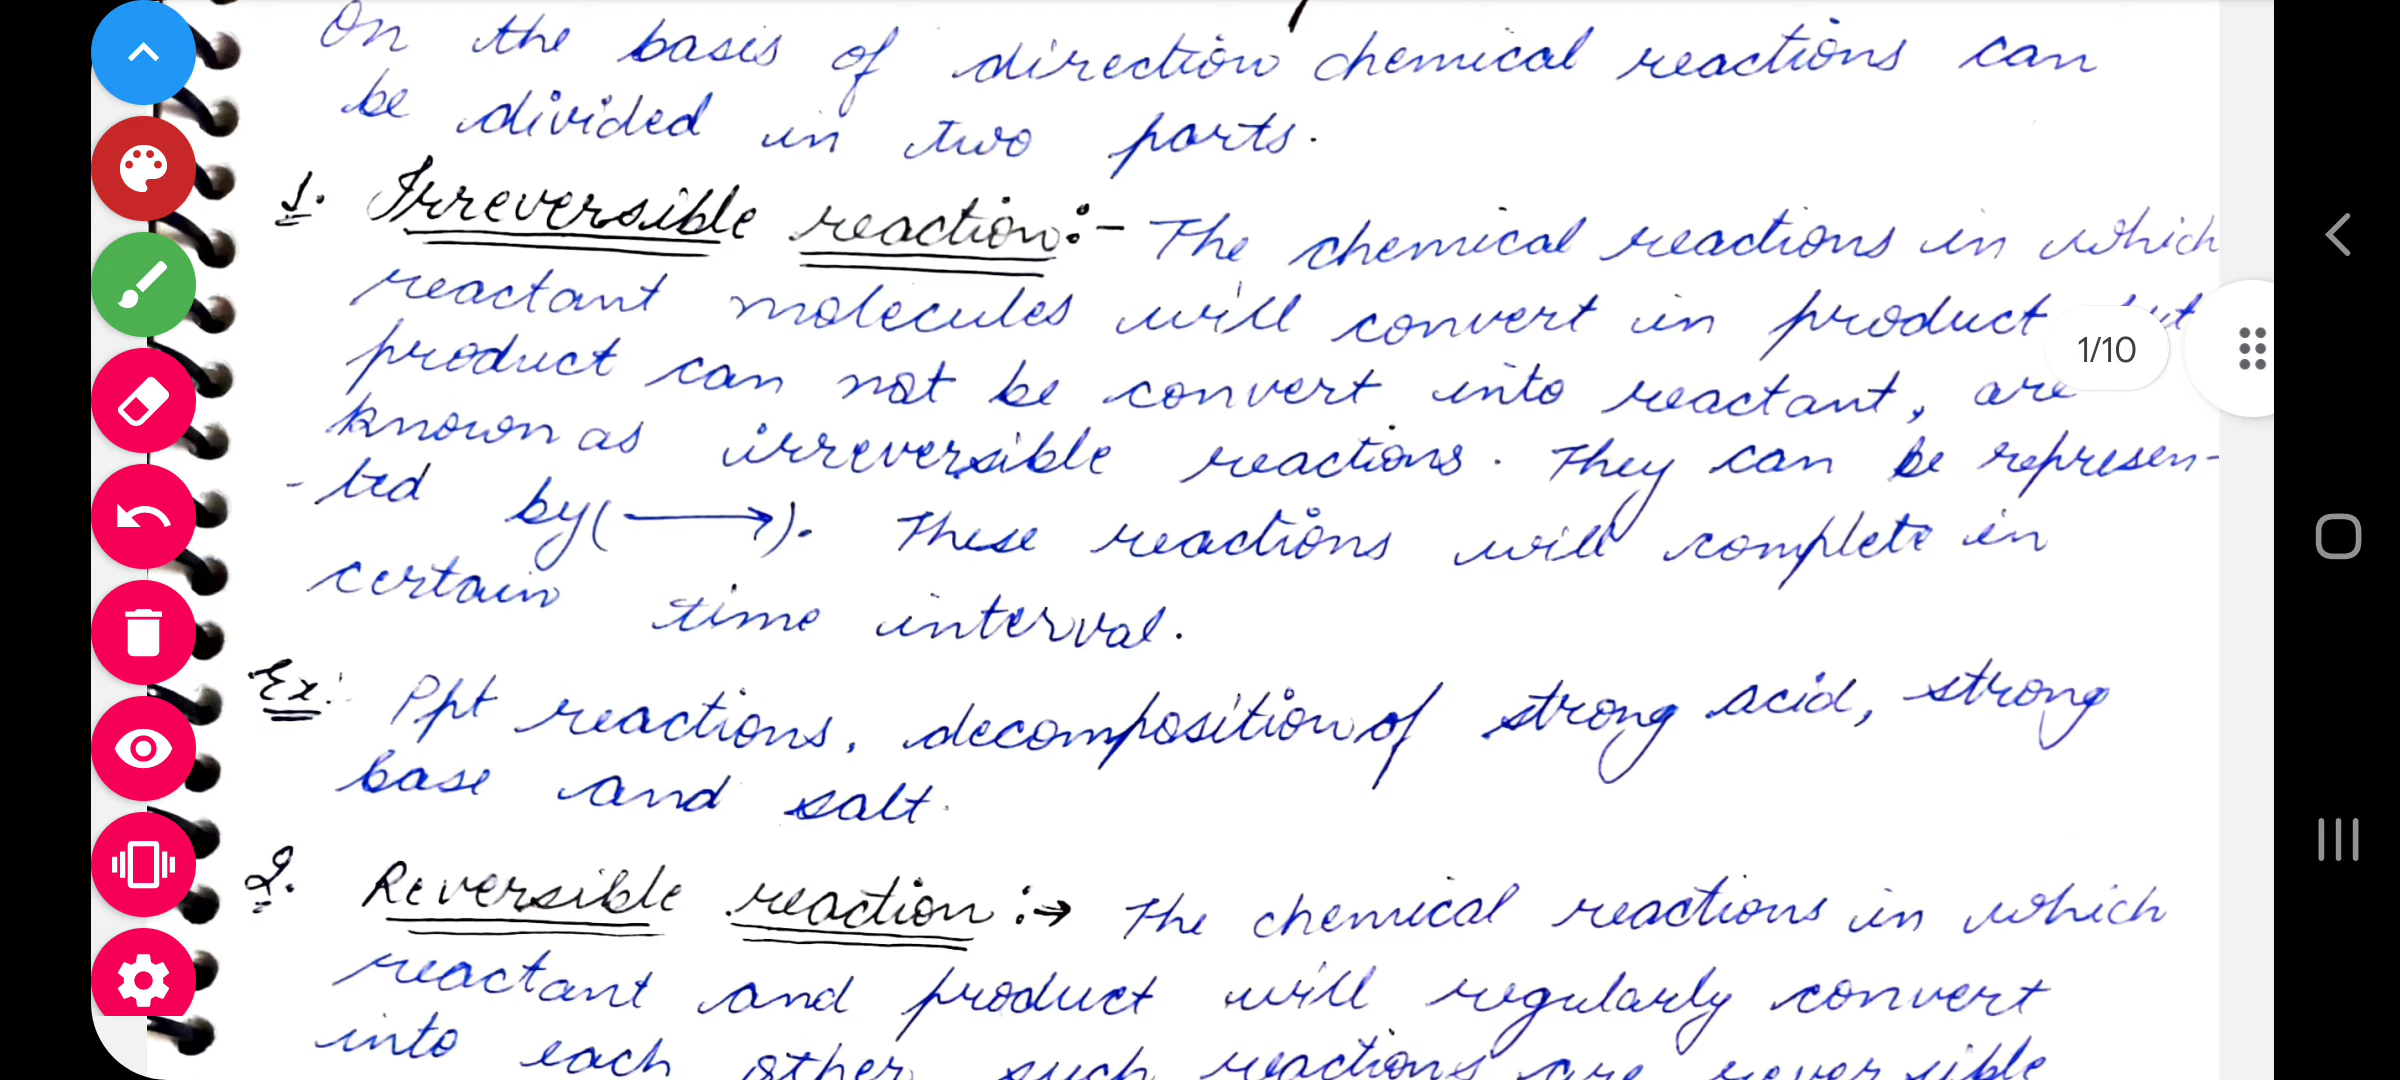 On the basis of direction chemical reactions can
be divided in two parts.
1. Irreversible reaction:- The chemical reactions in which
reactant molecules will convert in product
1/10
product can not be convert into reactant, are
known as irreversible reactions. They can be represen-
-ted by(⟶). These reactions will complete in
certain time interval.
Ex: Ppt reactions, decomposition of strong acid, strong
base and salt.
2. Reversible reaction :→ The chemical reactions in which
reactant and product will regularly convert
into each other such reactions are reversible